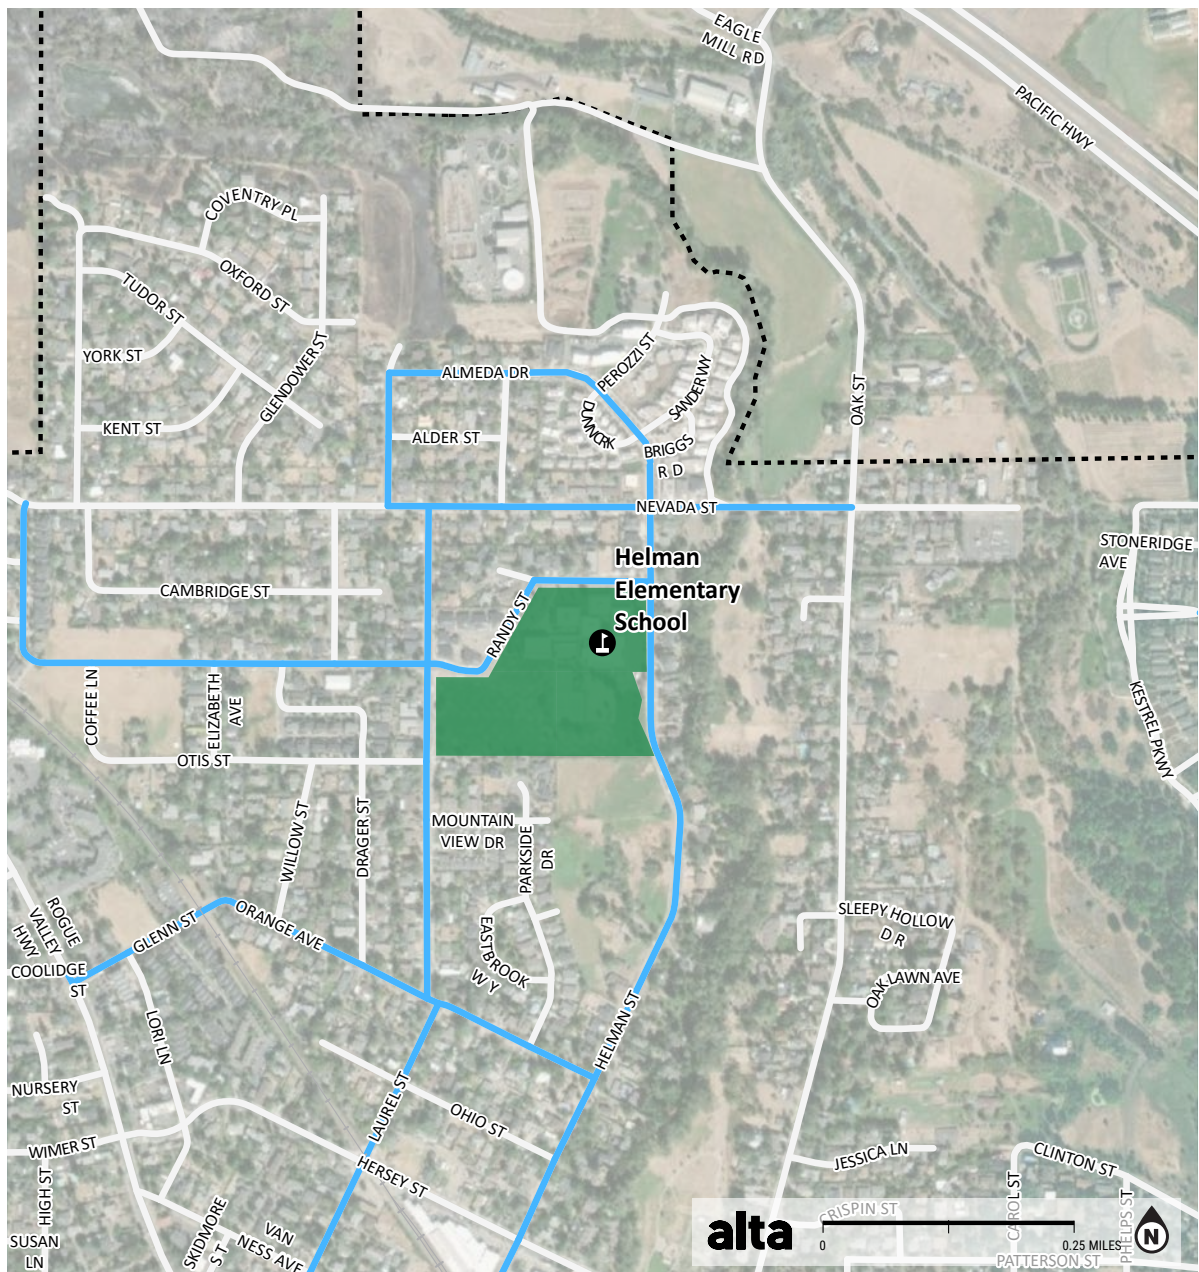 EAGLE
MILL RD
PACIFIC HWY
COVENTRY PL
OXFORD ST
TUDOR ST
YORK ST
GLENDOWER ST
KENT ST
ALMEDA DR
PEROZZI ST
SANDER WY
OAK ST
ALDER ST
BRIGGS
RD
NEVADA ST
STONERIDGE
AVE
Helman
Elementary
School
CAMBRIDGE ST
RANDY ST
COFFEE LN
ELIZABETH
AVE
KESTREL PKWY
OTIS ST
WILLOW ST
DRAGER ST
MOUNTAIN
VIEW DR
PARKSIDE
DR
ROGUE
VALLEY
HWY
GLENN ST
ORANGE AVE
SLEEPY HOLLOW
DR
EASTBROOK
WY
COOLIDGE
ST
OAK LAWN AVE
LORI LN
HELMAN ST
NURSERY
ST
LAUREL ST
OHIO ST
WIMER ST
HERSEY ST
JESSICA LN
CLINTON ST
HIGH ST
SKIDMORE
ST
VAN
NESS AVE
CAROL ST
PHELPS ST
SUSAN
LN
CRISPIN ST
PATTERSON ST
alta
0
0.25 MILES
N